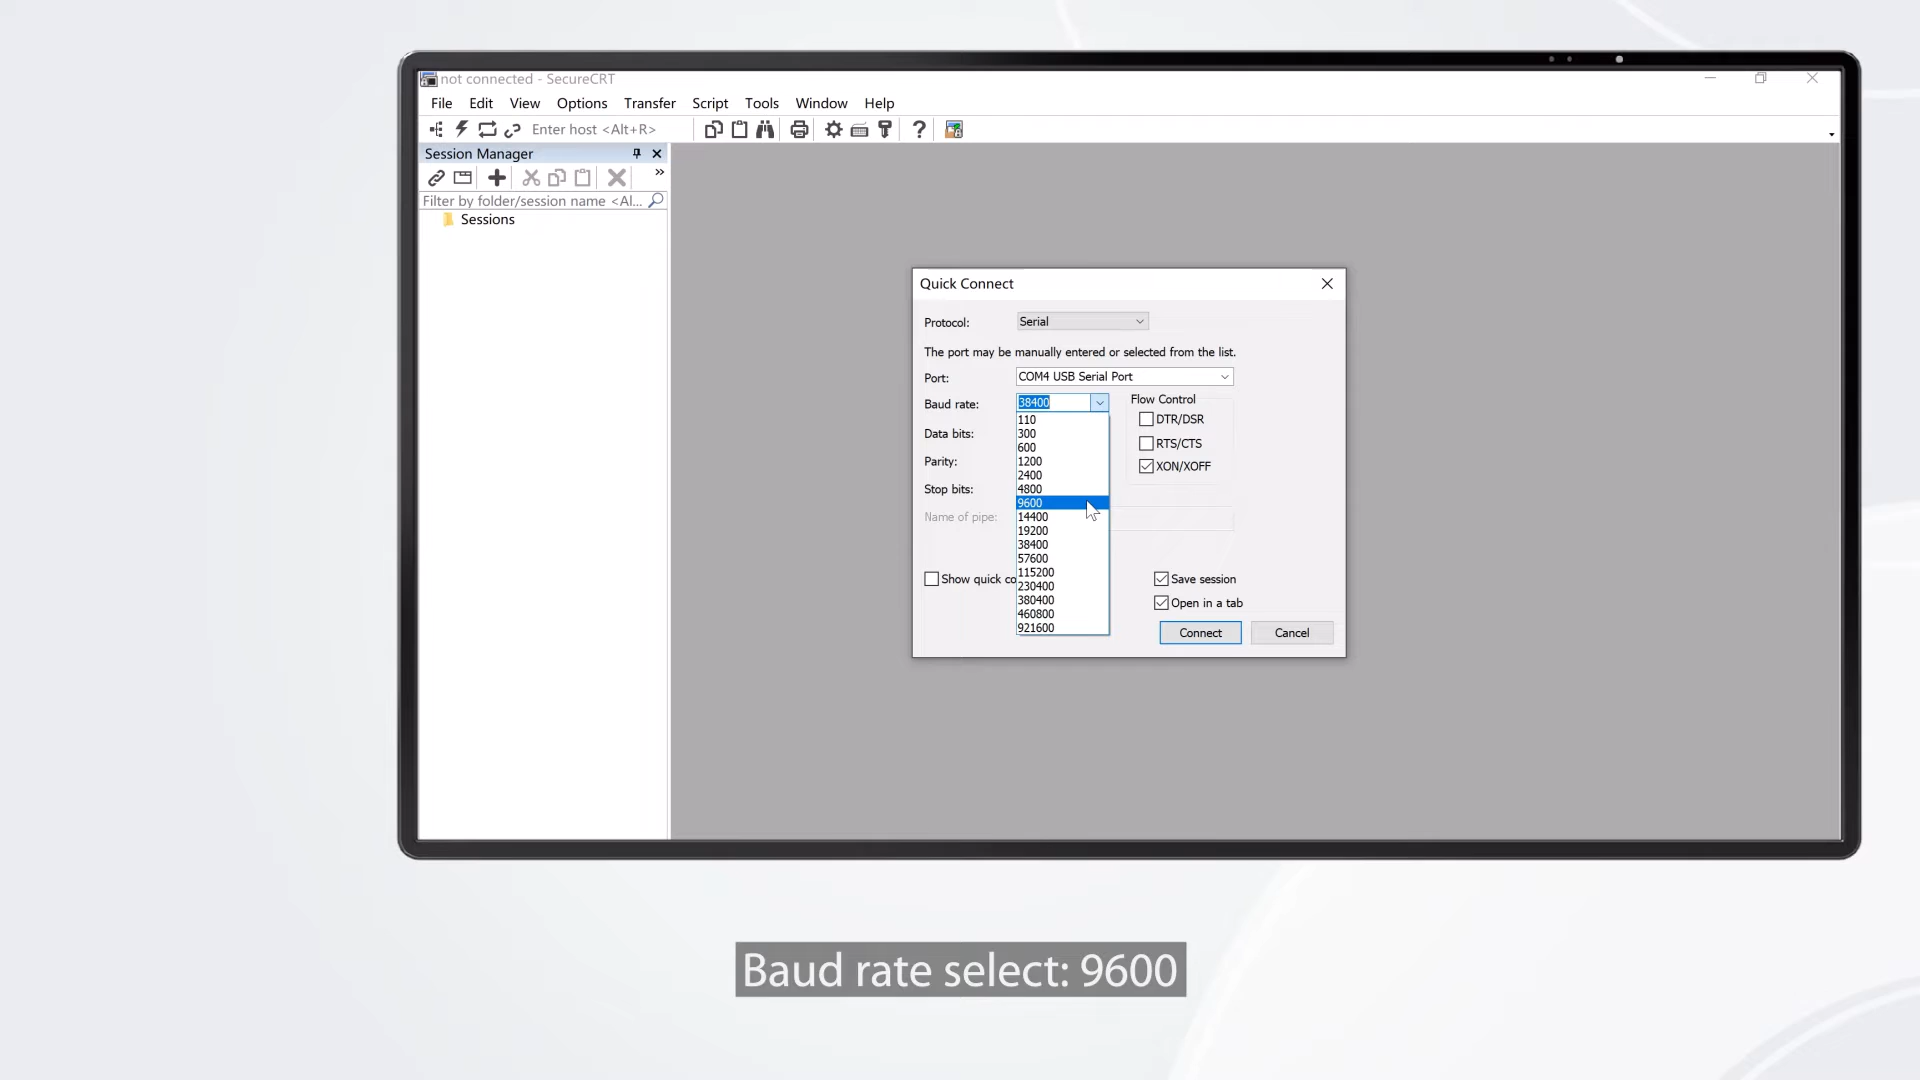 not connected - SecureCRT
File Edit View Options Transfer Script Tools Window Help
Enter host <Alt+R>
Session Manager
Filter by folder/session name <Al...
Sessions
Quick Connect
Protocol: Serial
The port may be manually entered or selected from the list.
Port: COM4 USB Serial Port
Baud rate: 38400
Flow Control
110
DTR/DSR
Data bits: 300
600
RTS/CTS
Parity: 1200
XON/XOFF
2400
Stop bits: 4800
9600
Name of pipe: 14400
19200
38400
57600
115200
Show quick co
Save session
230400
380400
Open in a tab
460800
921600
Connect
Cancel
Baud rate select: 9600